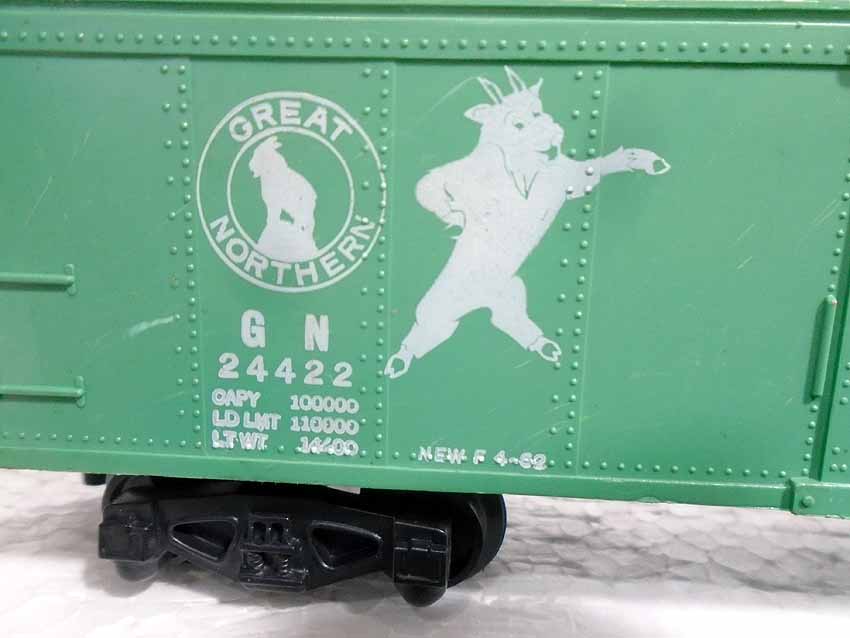 GREAT
NORTHERN
G N
24422
CAPY 100000
LD LMT 110000
LT WT 14400
NEW F 4-62